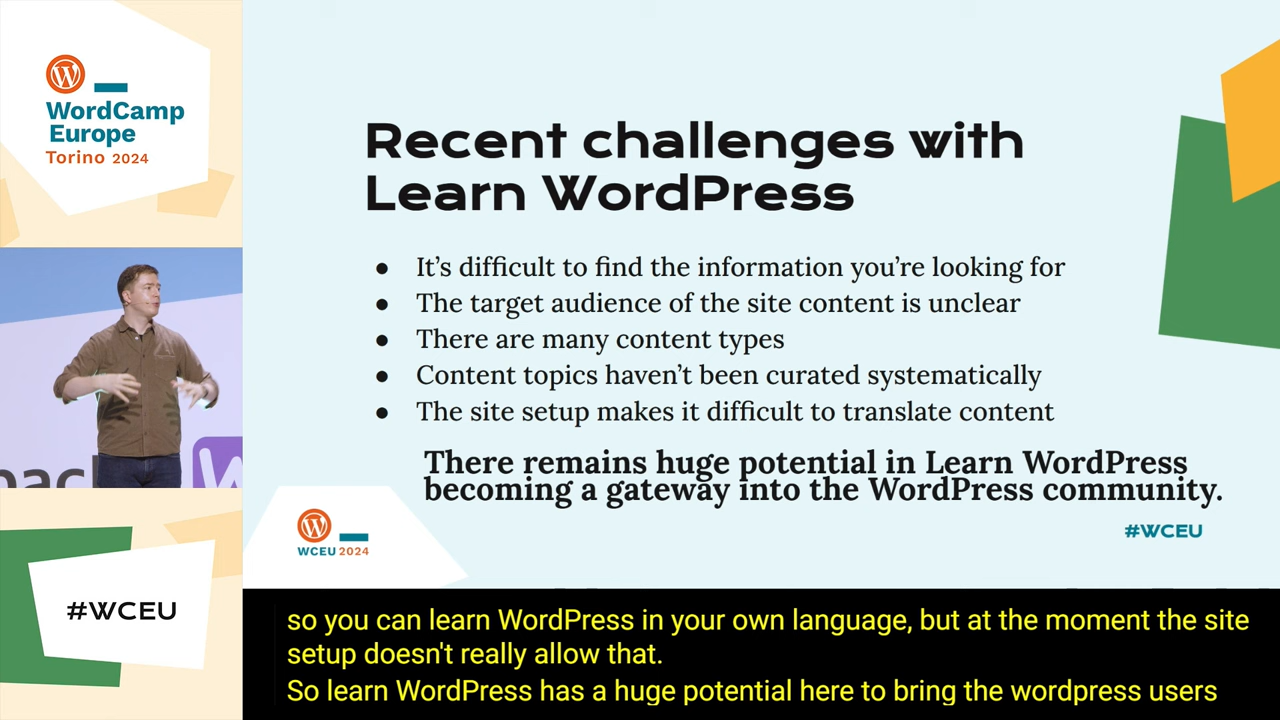 WordCamp
Europe
Torino 2024
Recent challenges with
Learn WordPress
● It’s difficult to find the information you’re looking for
● The target audience of the site content is unclear
● There are many content types
● Content topics haven’t been curated systematically
● The site setup makes it difficult to translate content
There remains huge potential in Learn WordPress
becoming a gateway into the WordPress community.
#WCEU
WCEU 2024
#WCEU
so you can learn WordPress in your own language, but at the moment the site
setup doesn't really allow that.
So learn WordPress has a huge potential here to bring the wordpress users